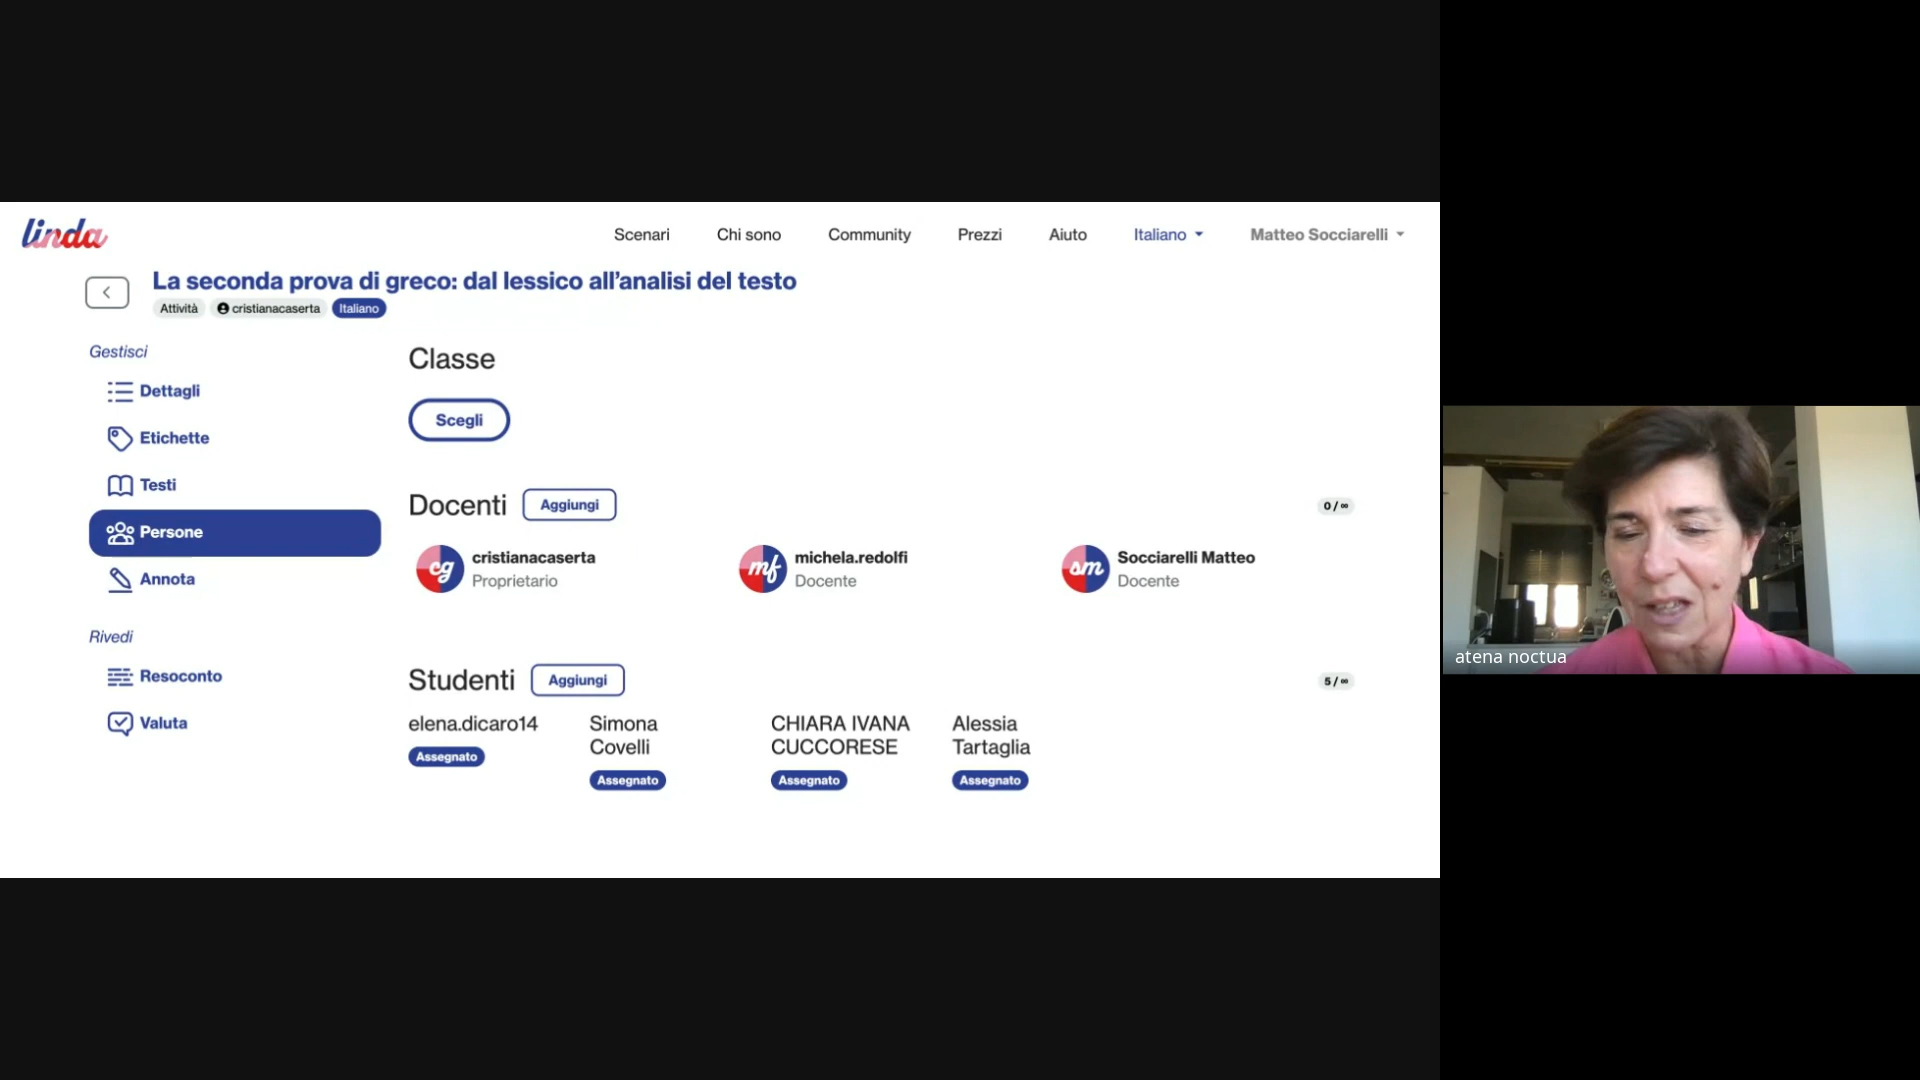 linda
Scenari Chi sono Community Prezzi Aiuto Italiano Matteo Socciarelli
La seconda prova di greco: dal lessico all’analisi del testo
Attività cristianacaserta Italiano
Gestisci
Dettagli
Etichette
Testi
Persone
Annota
Rivedi
Resoconto
Valuta
Classe
Scegli
Docenti Aggiungi 0 / ∞
cg cristianacaserta
Proprietario
mf michela.redolfi
Docente
sm Socciarelli Matteo
Docente
Studenti Aggiungi 5 / ∞
elena.dicaro14
Assegnato
Simona
Covelli
Assegnato
CHIARA IVANA
CUCCORESE
Assegnato
Alessia
Tartaglia
Assegnato
atena noctua